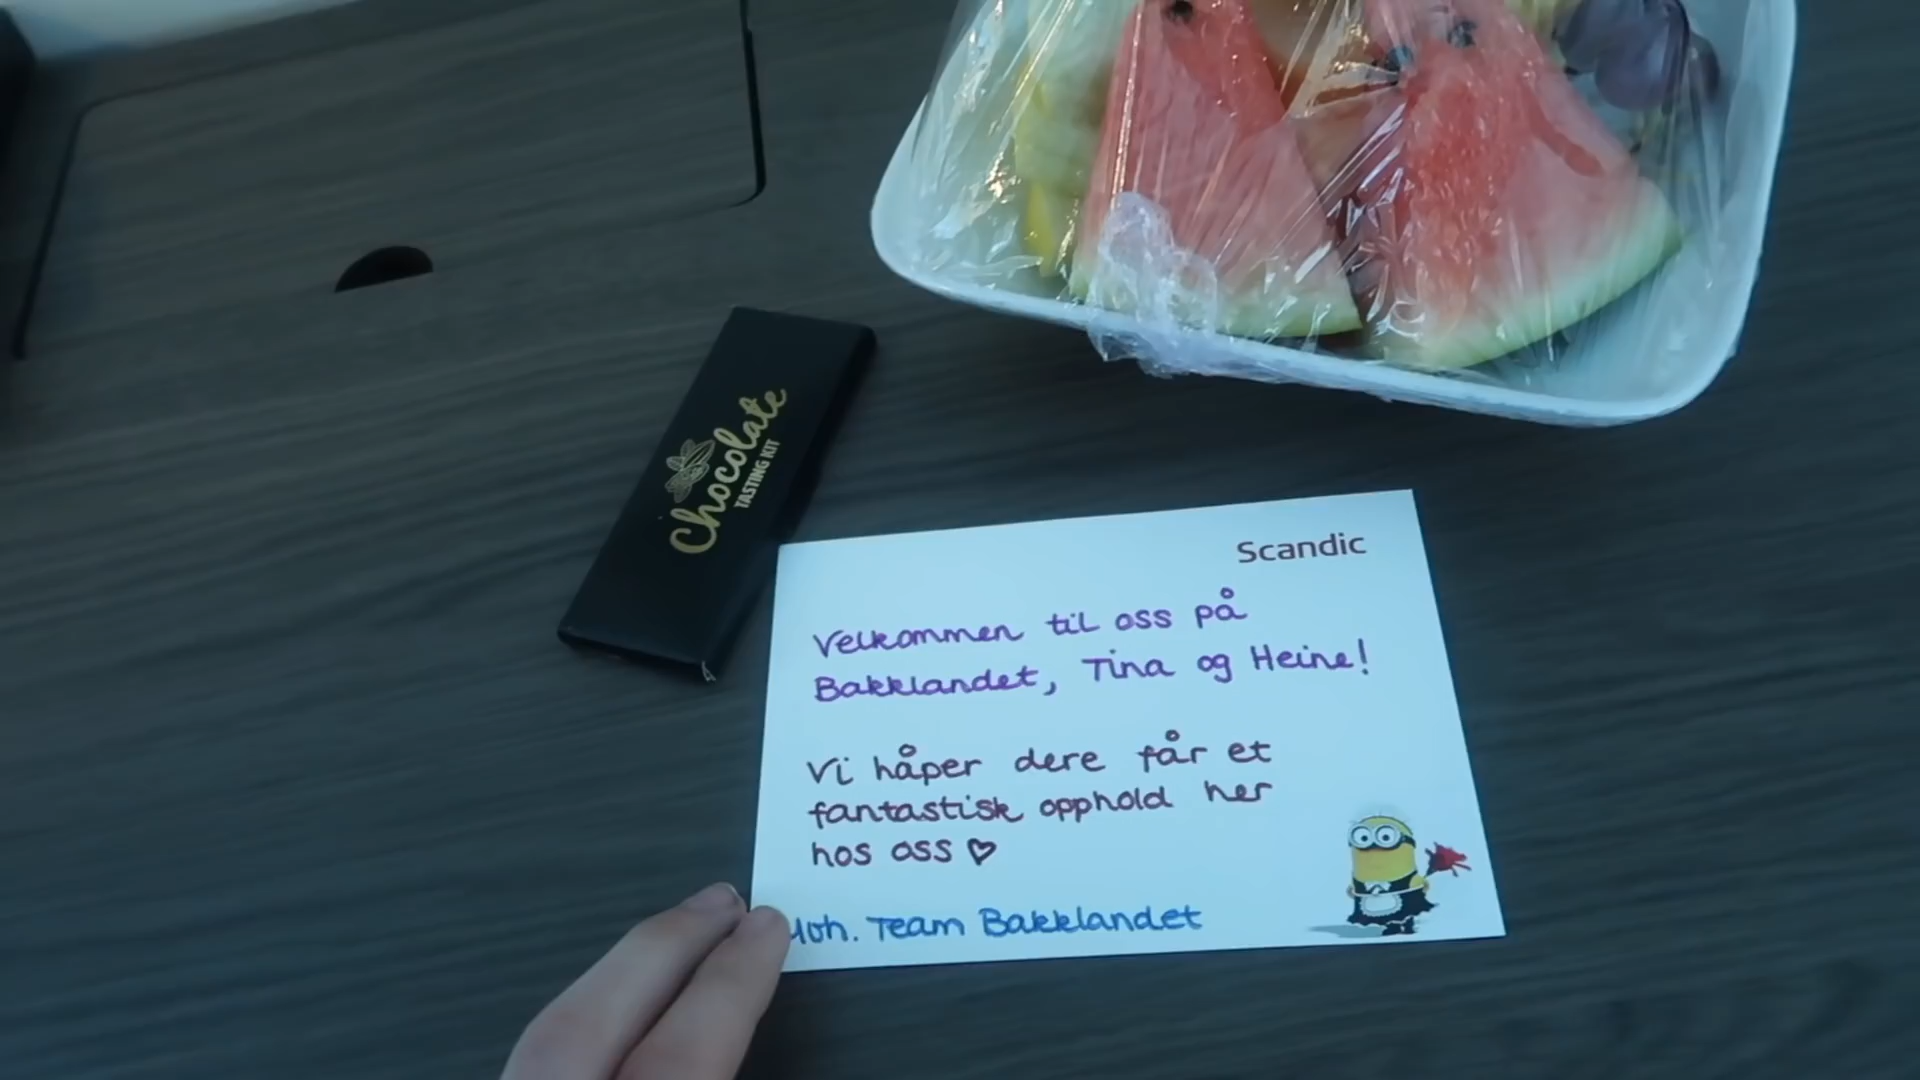 Chocolate
TASTING KIT
Scandic
Velkommen til oss på
Bakklandet, Tina og Heine!
Vi håper dere får et
fantastisk opphold her
hos oss ♡
Team Bakklandet